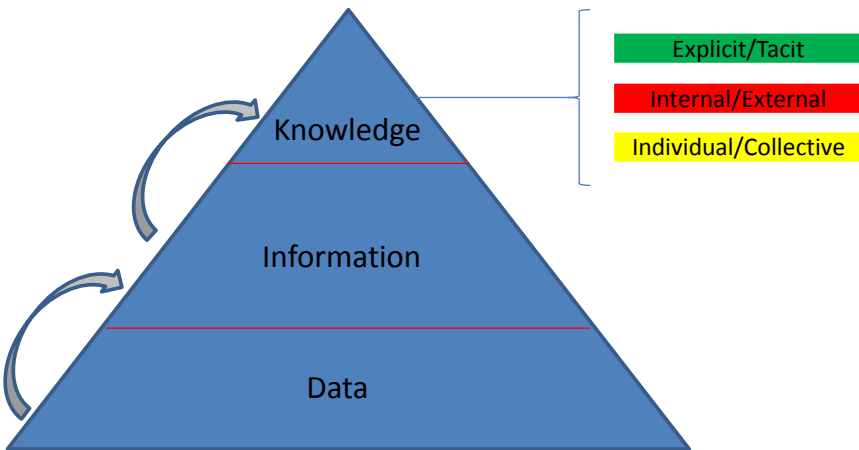 Explicit/Tacit
Internal/External
Individual/Collective
Knowledge
Information
Data